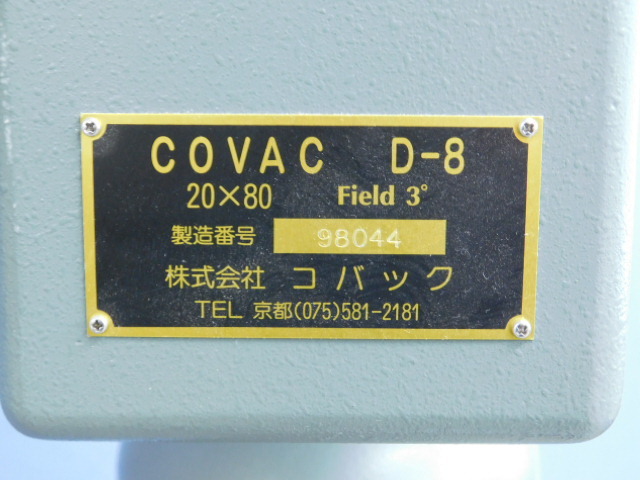 COVAC D-8
20×80 Field 3°
製造番号 98044
株式会社 コバック
TEL 京都(075)581-2181